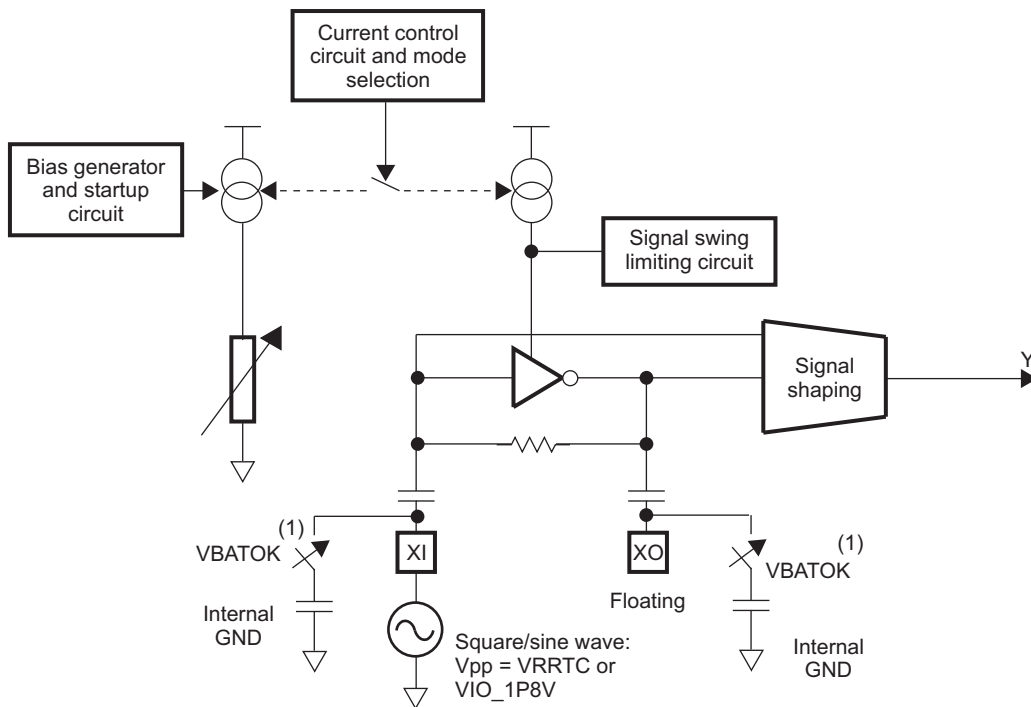 Current control
circuit and mode
selection
Bias generator
and startup
circuit
Signal swing
limiting circuit
Signal
shaping
Y
(1)
VBATOK
XI
XO
(1)
VBATOK
Floating
Internal
GND
Square/sine wave:
Vpp = VRRTC or
VIO_1P8V
Internal
GND